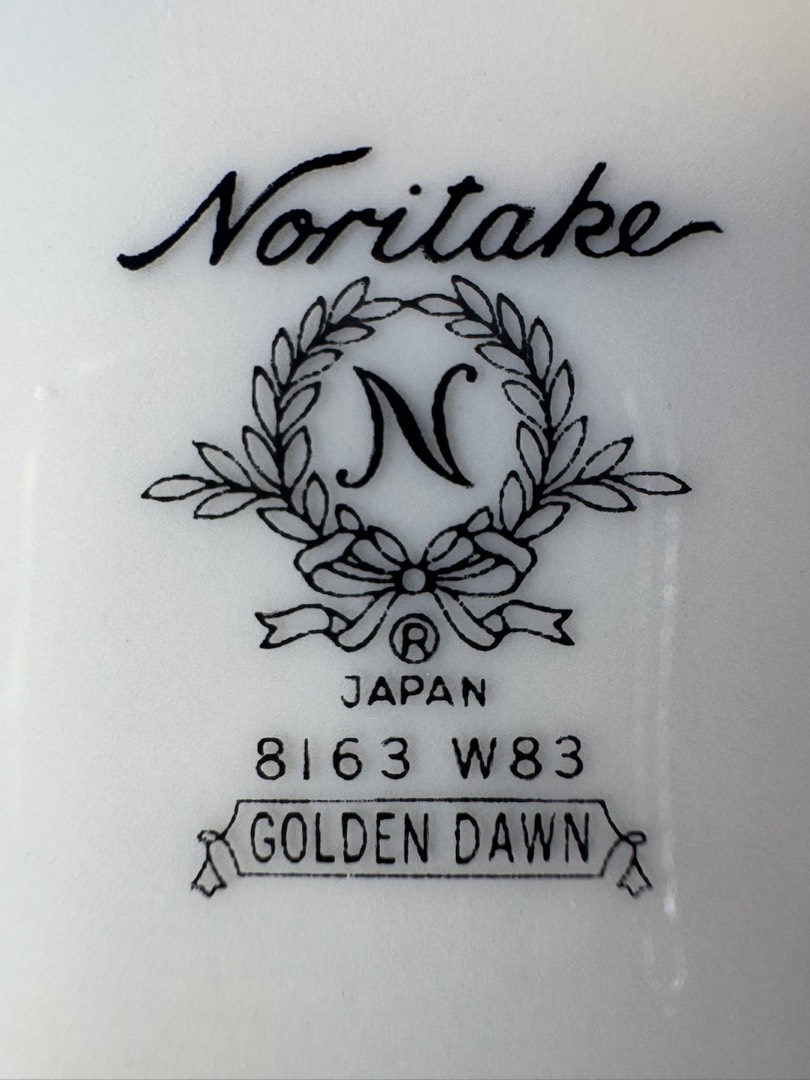 Noritake
N
®
JAPAN
8163 W83
GOLDEN DAWN